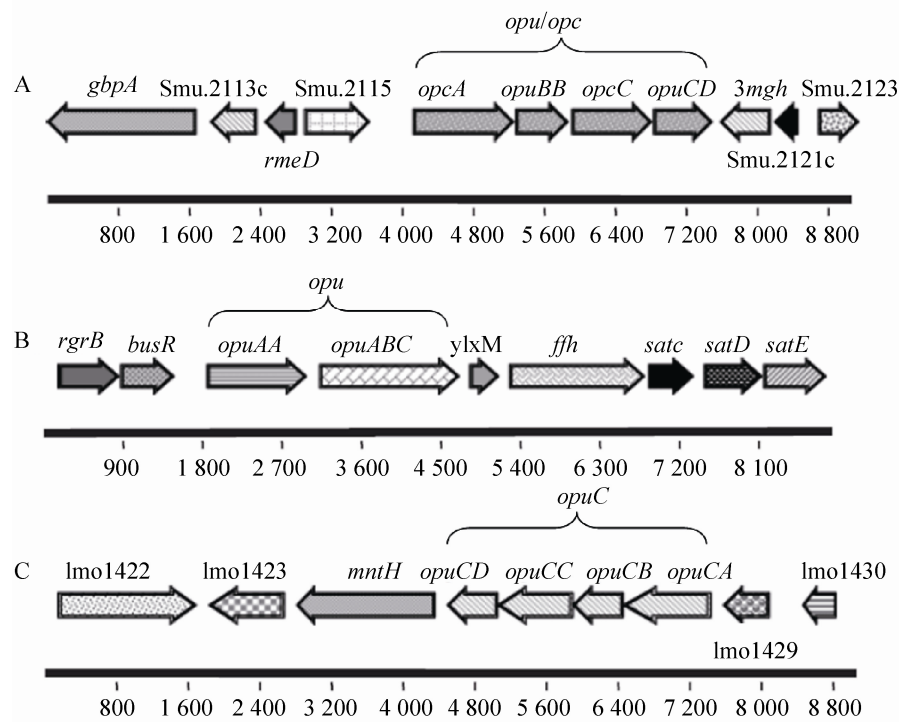 opu/opc
A gbpA Smu.2113c Smu.2115 opcA opuBB opcC opuCD 3mgh Smu.2123
rmeD Smu.2121c
800 1 600 2 400 3 200 4 000 4 800 5 600 6 400 7 200 8 000 8 800
opu
B rgrB busR opuAA opuABC ylxM ffh satc satD satE
900 1 800 2 700 3 600 4 500 5 400 6 300 7 200 8 100
opuC
C lmo1422 lmo1423 mntH opuCD opuCC opuCB opuCA lmo1430
lmo1429
800 1 600 2 400 3 200 4 000 4 800 5 600 6 400 7 200 8 000 8 800